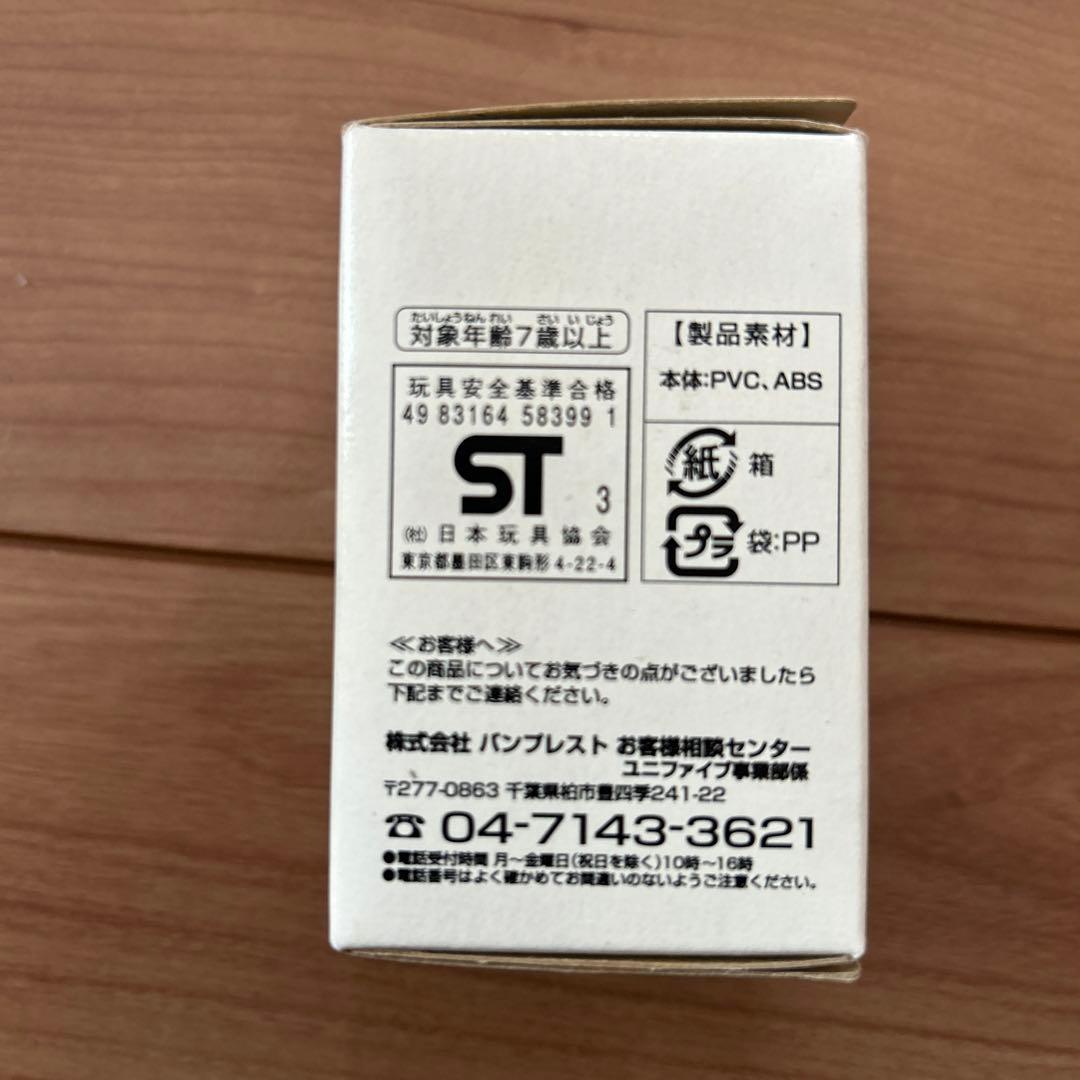 たいしょうねんれい さい いじょう
対象年齢7歳以上
玩具安全基準合格
49 83164 58399 1
ST 3
(社)日本玩具協会
東京都墨田区東駒形4-22-4
【製品素材】
本体:PVC、ABS
紙 箱
プラ 袋:PP
≪お客様へ≫
この商品についてお気づきの点がございましたら
下記までご連絡ください。
株式会社 バンプレスト お客様相談センター
ユニファイブ事業部係
〒277-0863 千葉県柏市豊四季241-22
☎ 04-7143-3621
●電話受付時間 月～金曜日(祝日を除く)10時～16時
●電話番号はよく確かめてお間違いのないようご注意ください。